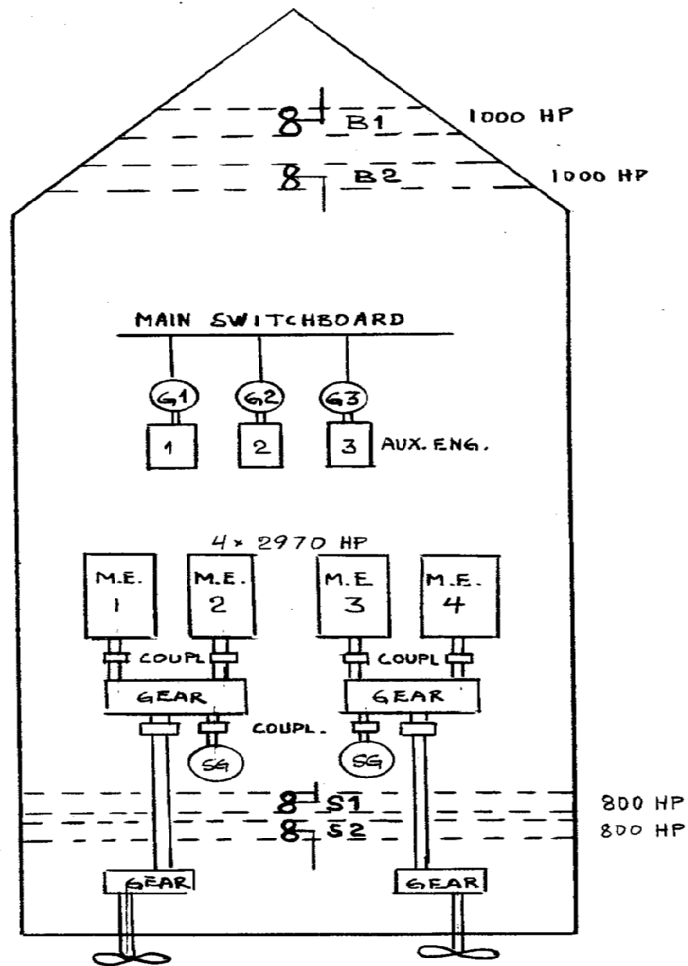 B1 1000 HP
B2 1000 HP
MAIN SWITCHBOARD
G1 G2 G3
1 2 3 AUX. ENG.
4 × 2970 HP
M.E. 1 M.E. 2 M.E 3 M.E. 4
COUPL COUPL
GEAR GEAR
COUPL.
SG SG
S1 800 HP
S2 800 HP
GEAR GEAR